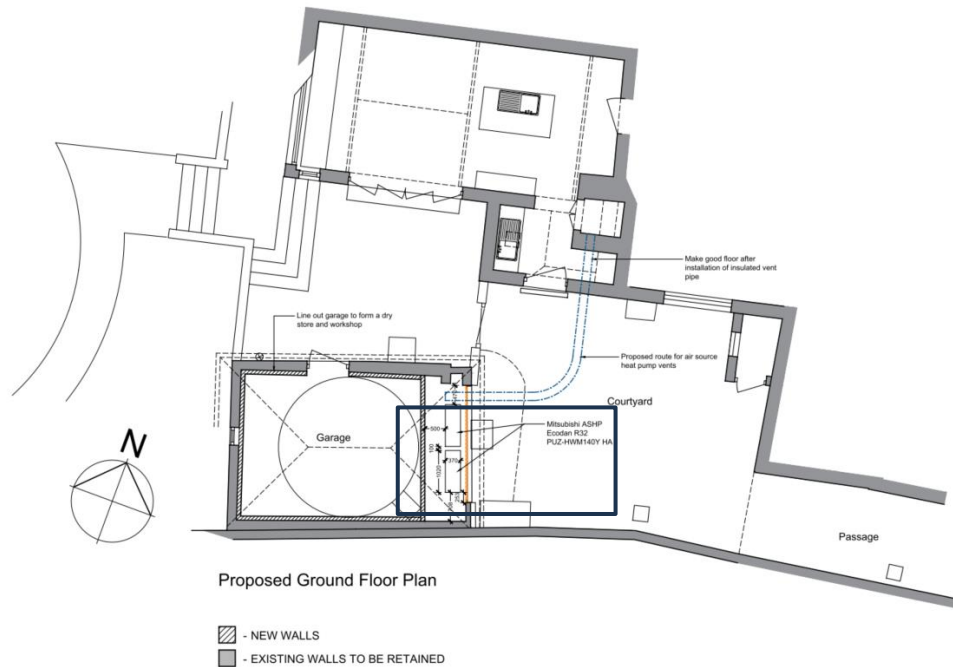 Make good floor after
installation of insulated vent
pipe
Line out garage to form a dry
store and workshop
Proposed route for air source
heat pump vents
Courtyard
Garage
Mitsubishi ASHP
Ecodan R32
PUZ-HWM140Y HA
500
100
370
1020
N
Passage
Proposed Ground Floor Plan
- NEW WALLS
- EXISTING WALLS TO BE RETAINED